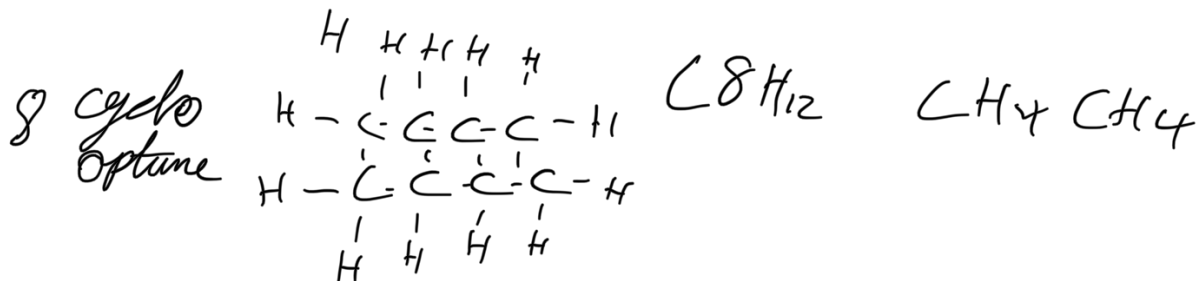 H H H H H
8 cyclo H - C - C - C - C - H C8H12 CH4 CH4
optune H - C - C - C - C - H
H H H H